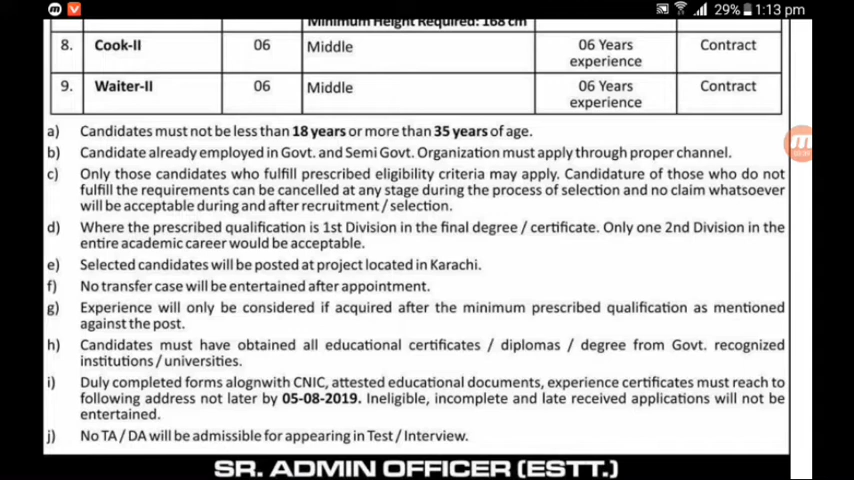 SR 29% 1:13 pm
Minimum Height Required: 168 cm
8. Cook-II 06 Middle 06 Years experience Contract
9. Waiter-II 06 Middle 06 Years experience Contract
a) Candidates must not be less than 18 years or more than 35 years of age.
b) Candidate already employed in Govt. and Semi Govt. Organization must apply through proper channel.
c) Only those candidates who fulfill prescribed eligibility criteria may apply. Candidature of those who do not
fulfill the requirements can be cancelled at any stage during the process of selection and no claim whatsoever
will be acceptable during and after recruitment / selection.
d) Where the prescribed qualification is 1st Division in the final degree / certificate. Only one 2nd Division in the
entire academic career would be acceptable.
e) Selected candidates will be posted at project located in Karachi.
f) No transfer case will be entertained after appointment.
g) Experience will only be considered if acquired after the minimum prescribed qualification as mentioned
against the post.
h) Candidates must have obtained all educational certificates / diplomas / degree from Govt. recognized
institutions / universities.
i) Duly completed forms alognwith CNIC, attested educational documents, experience certificates must reach to
following address not later by 05-08-2019. Ineligible, incomplete and late received applications will not be
entertained.
j) No TA / DA will be admissible for appearing in Test / Interview.
SR. ADMIN OFFICER (ESTT.)